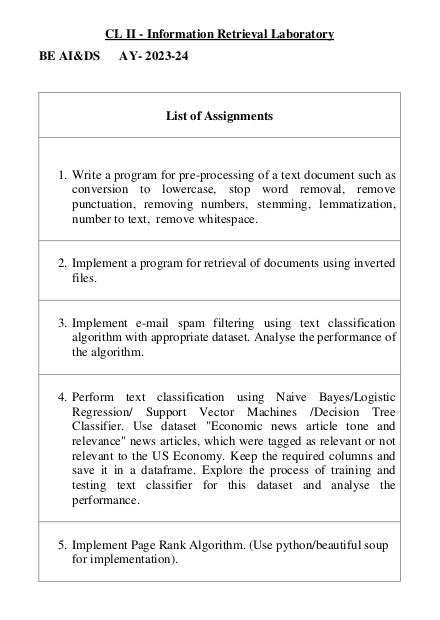 CL II - Information Retrieval Laboratory
BE AI&DS AY- 2023-24
List of Assignments
1. Write a program for pre-processing of a text document such as
conversion to lowercase, stop word removal, remove
punctuation, removing numbers, stemming, lemmatization,
number to text, remove whitespace.
2. Implement a program for retrieval of documents using inverted
files.
3. Implement e-mail spam filtering using text classification
algorithm with appropriate dataset. Analyse the performance of
the algorithm.
4. Perform text classification using Naive Bayes/Logistic
Regression/ Support Vector Machines /Decision Tree
Classifier. Use dataset "Economic news article tone and
relevance" news articles, which were tagged as relevant or not
relevant to the US Economy. Keep the required columns and
save it in a dataframe. Explore the process of training and
testing text classifier for this dataset and analyse the
performance.
5. Implement Page Rank Algorithm. (Use python/beautiful soup
for implementation).